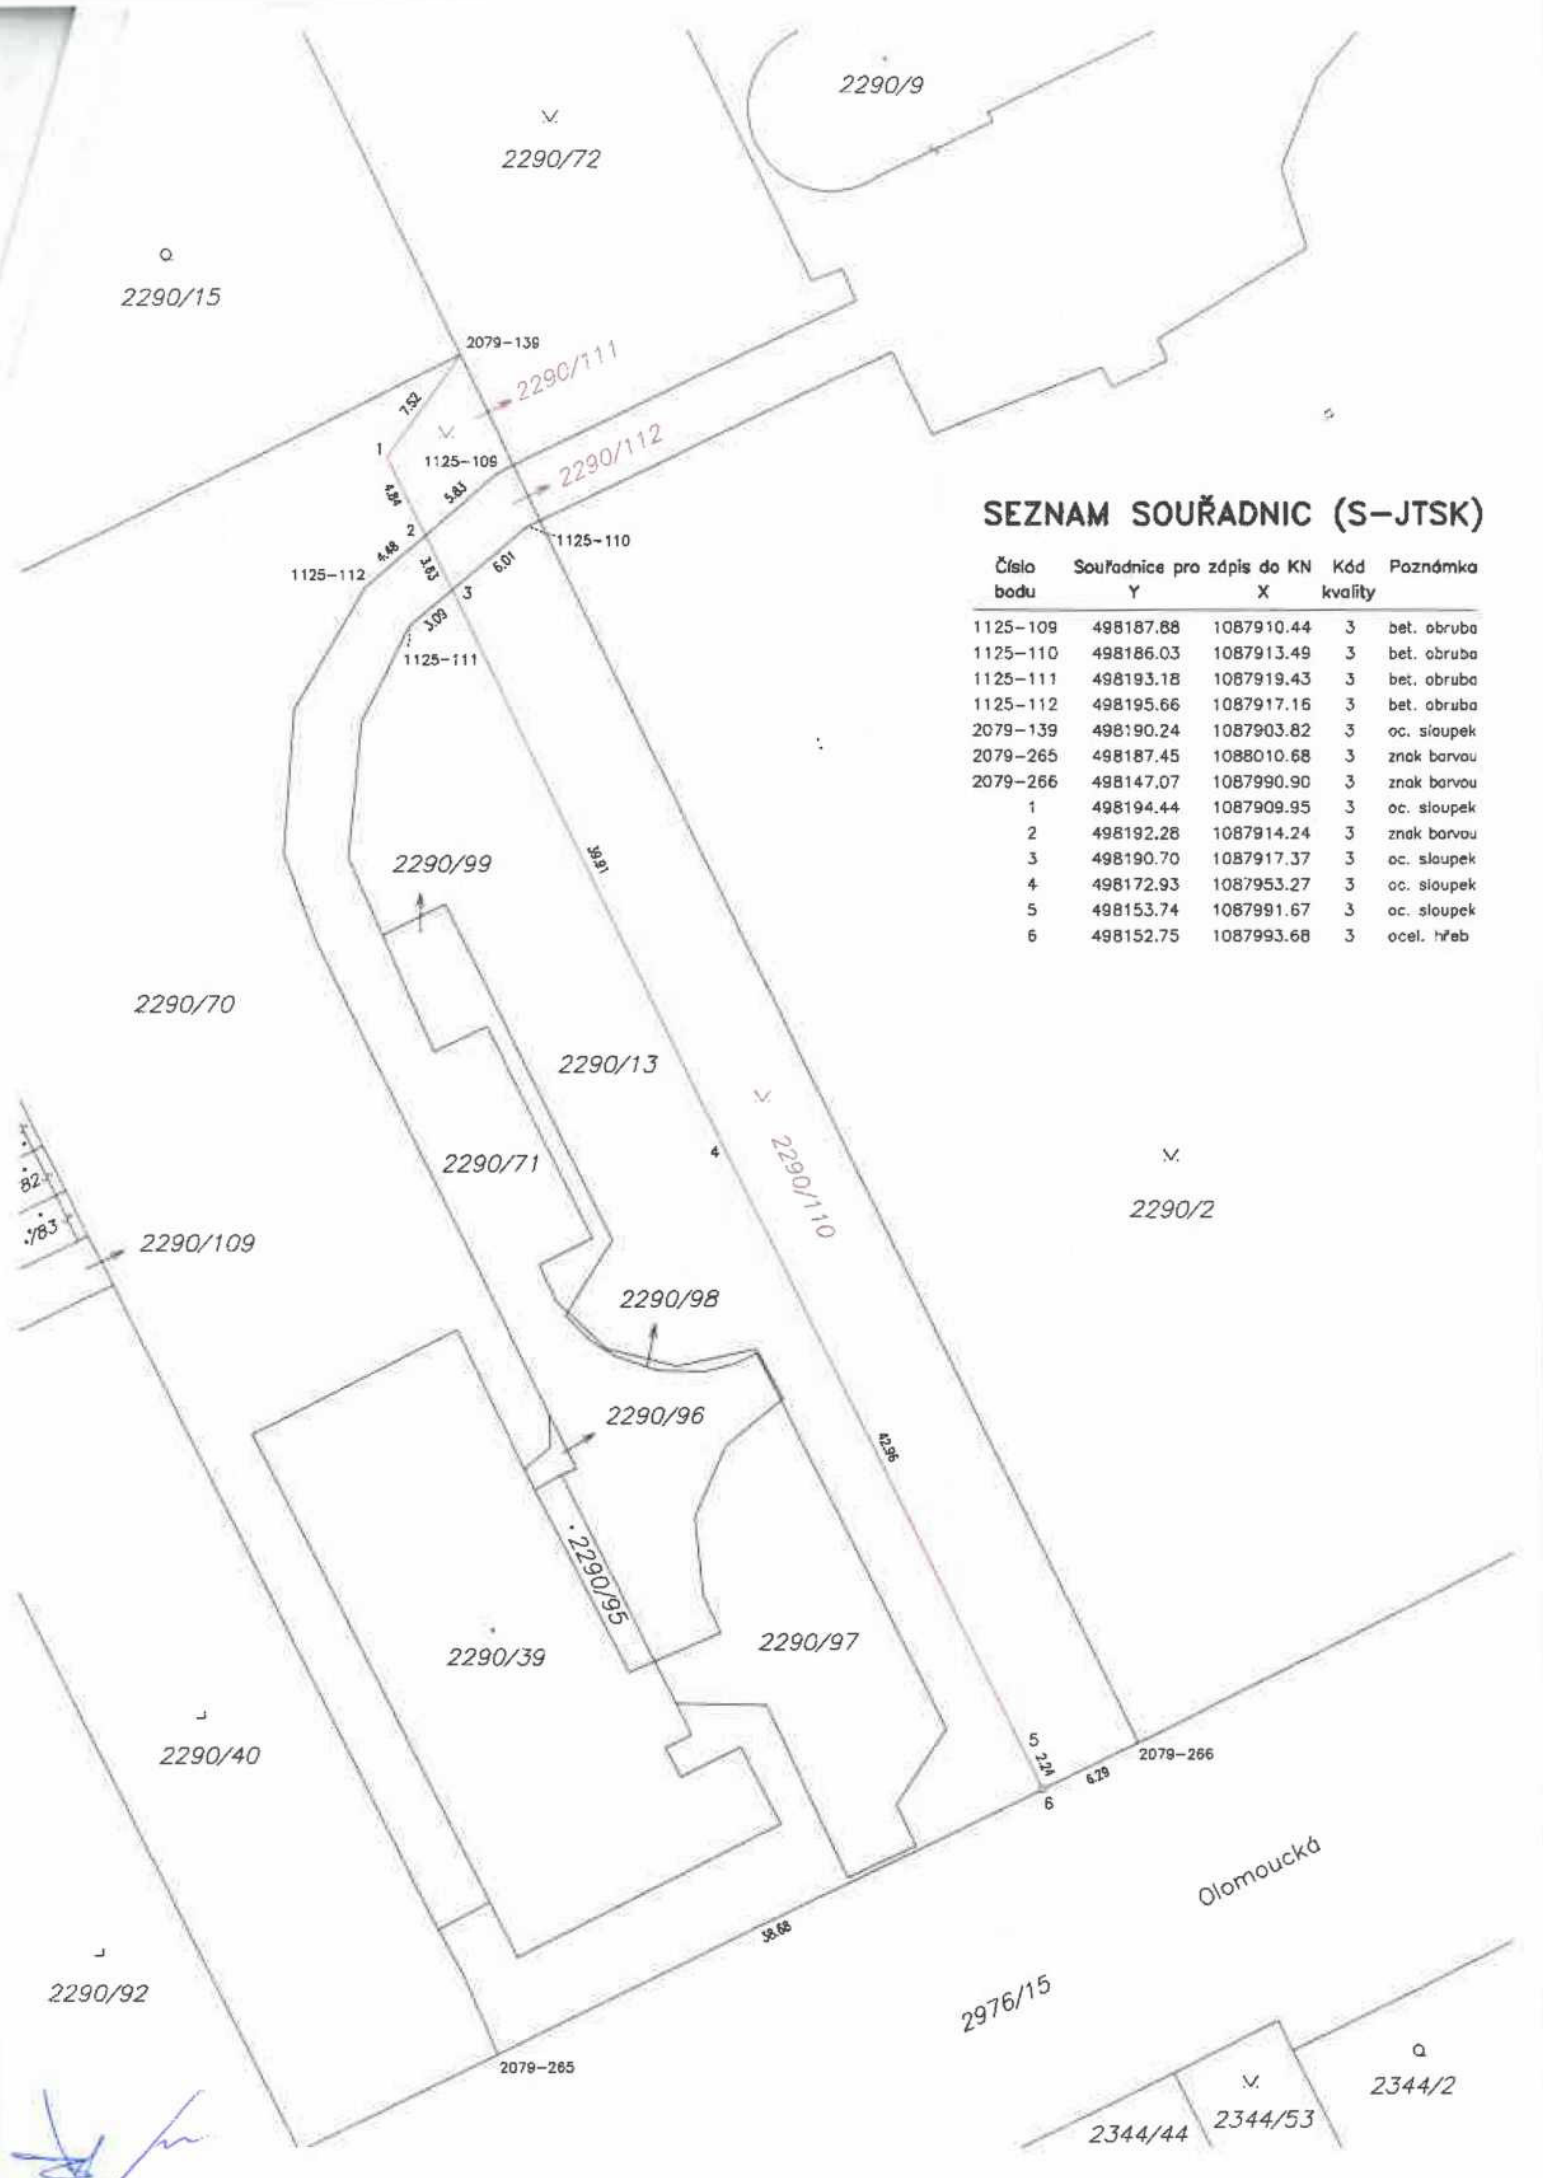 2290/9
2290/72
2290/15
2079-139
2290/111
7.52
1
1125-109
2290/112
4.84
5.83
2
1125-110
4.48
3.63
6.01
1125-112
3
3.09
1125-111
SEZNAM SOUŘADNIC (S-JTSK)
Číslo bodu Souřadnice pro zápis do KN Kód kvality Poznámka
Y X
1125-109 498187.88 1087910.44 3 bet. obruba
1125-110 498186.03 1087913.49 3 bet. obruba
1125-111 498193.18 1087919.43 3 bet. obruba
1125-112 498195.66 1087917.16 3 bet. obruba
2079-139 498190.24 1087903.82 3 oc. sloupek
2079-265 498187.45 1088010.68 3 znak barvou
2079-266 498147.07 1087990.90 3 znak barvou
1 498194.44 1087909.95 3 oc. sloupek
2 498192.28 1087914.24 3 znak barvou
3 498190.70 1087917.37 3 oc. sloupek
4 498172.93 1087953.27 3 oc. sloupek
5 498153.74 1087991.67 3 oc. sloupek
6 498152.75 1087993.68 3 ocel. hřeb
2290/99
39.91
2290/70
2290/13
4
2290/71
2290/110
82
/83
2290/109
2290/2
2290/98
2290/96
42.96
2290/95
2290/39
2290/97
2290/40
5
2.24
2079-266
6.29
6
Olomoucká
38.68
2290/92
2976/15
2079-265
2344/2
2344/53
2344/44